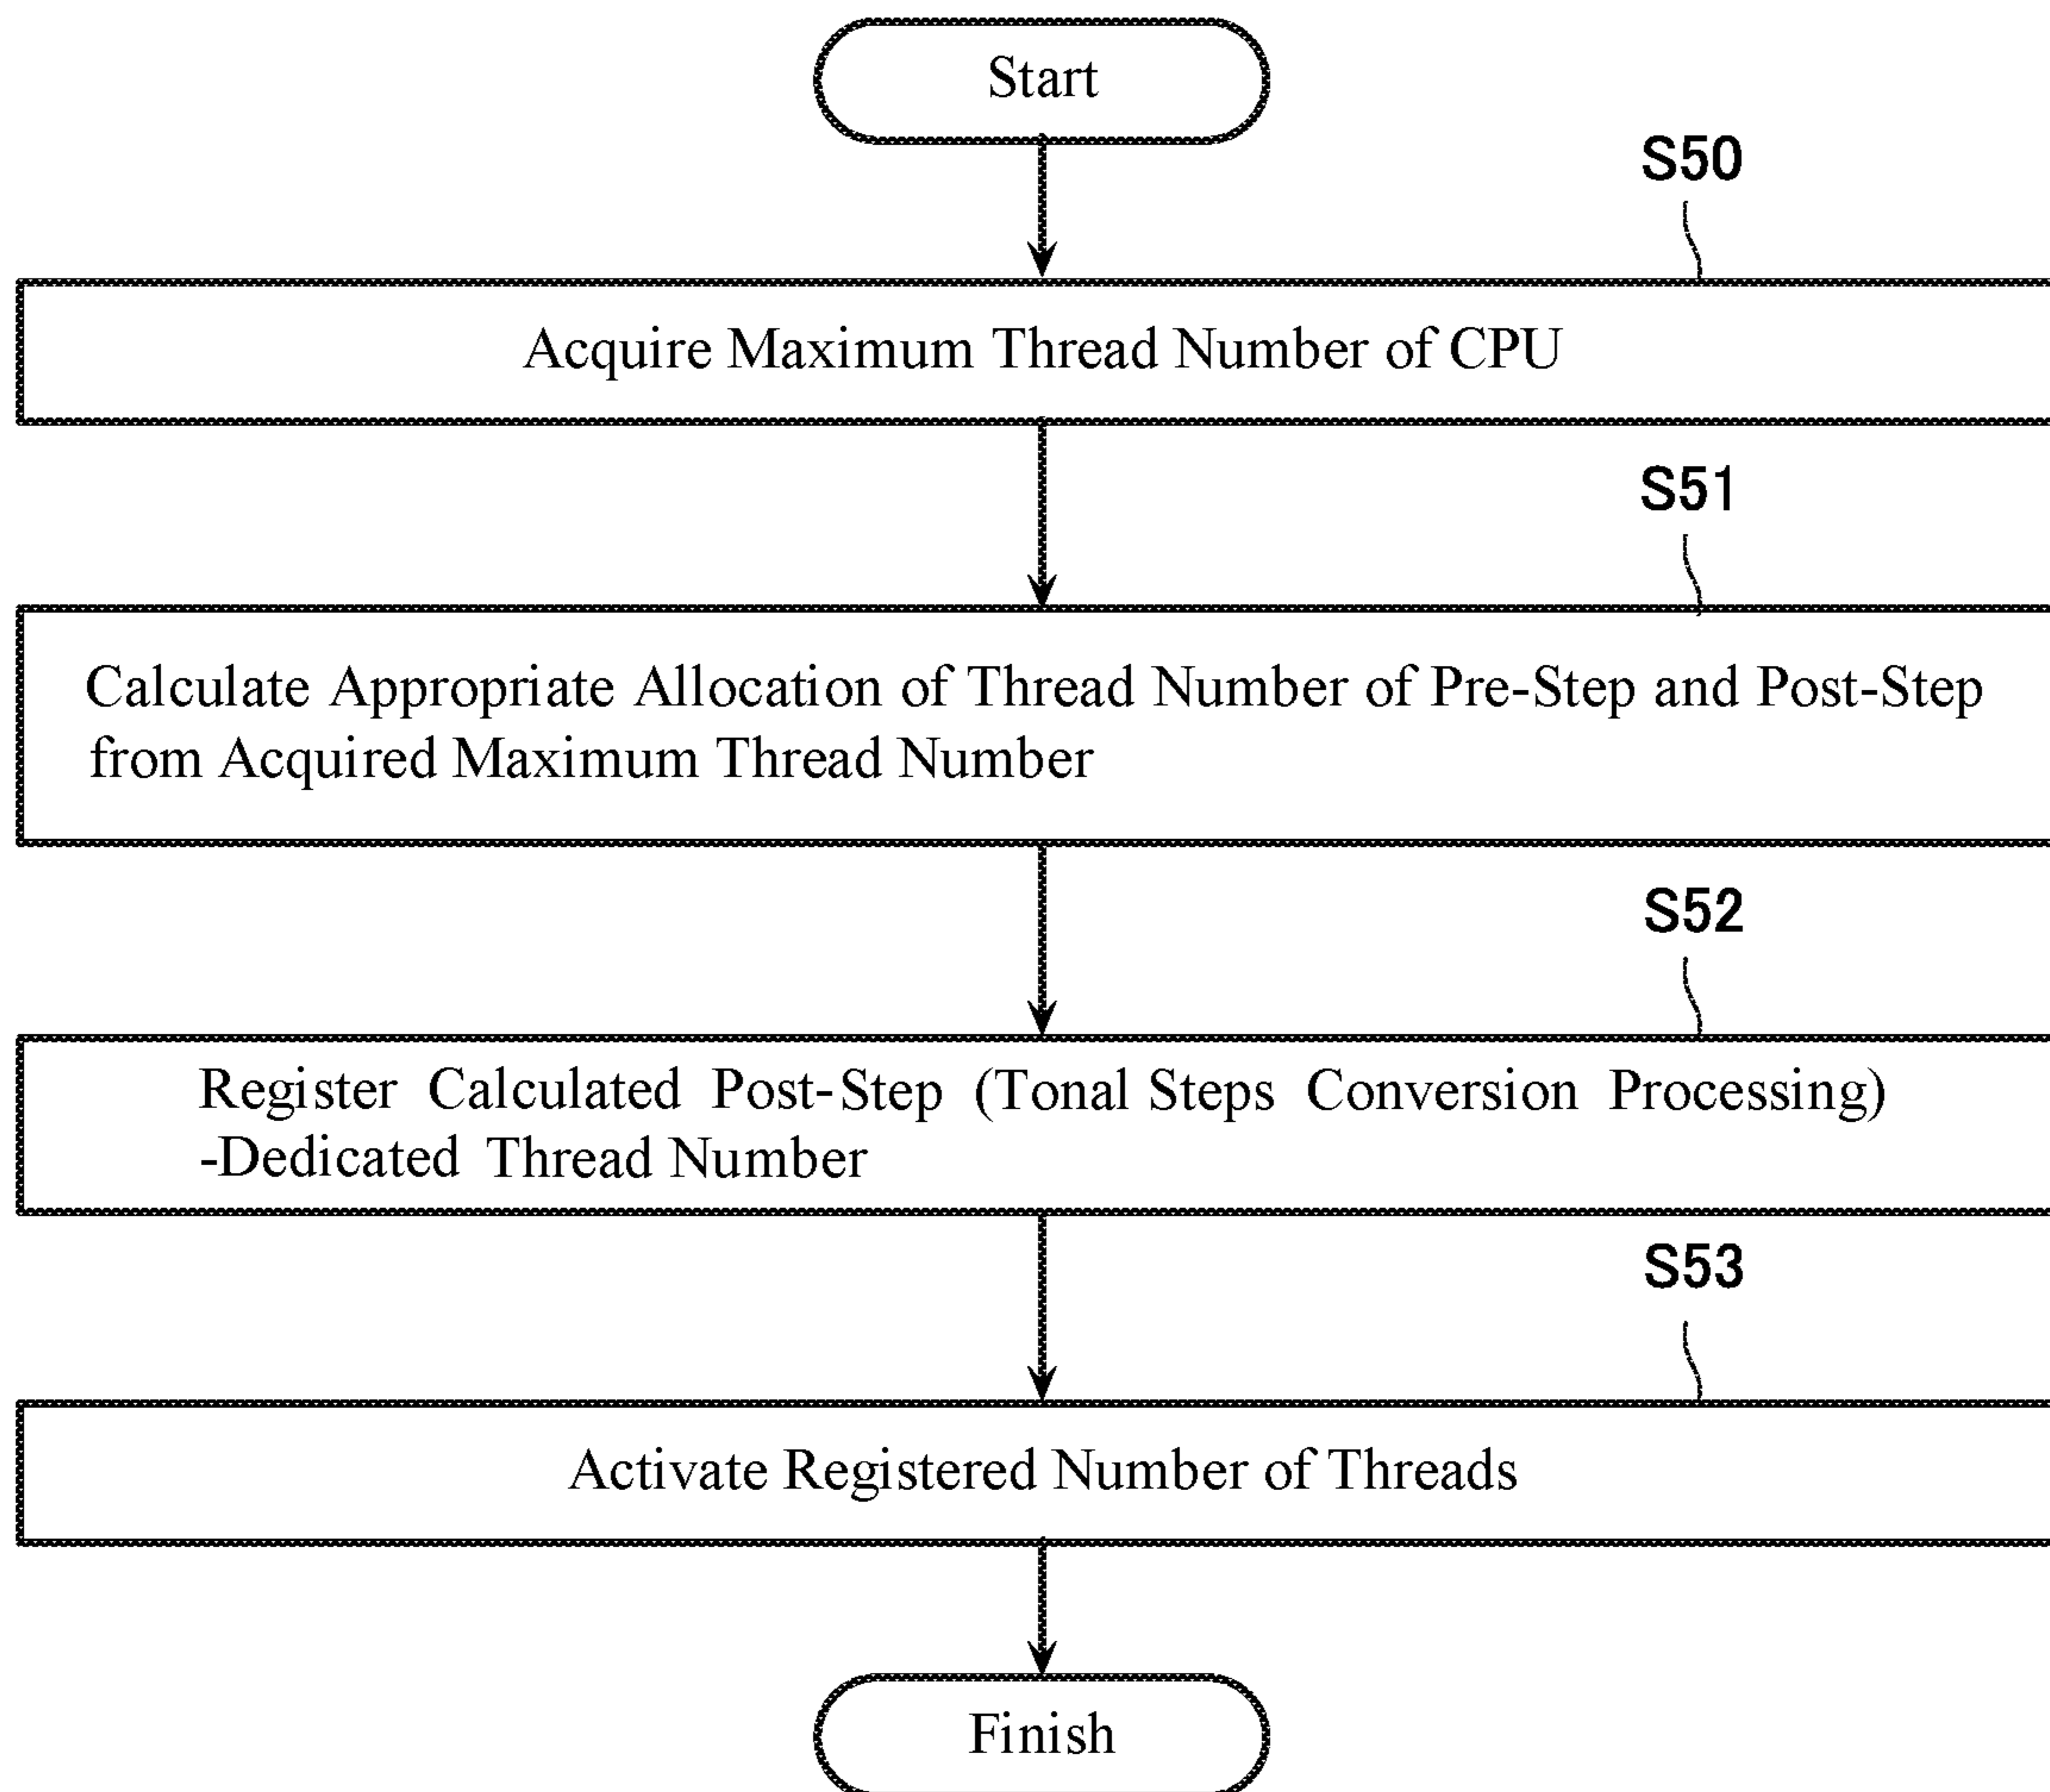 Start
S50
Acquire Maximum Thread Number of CPU
S51
Calculate Appropriate Allocation of Thread Number of Pre-Step and Post-Step
from Acquired Maximum Thread Number
S52
Register Calculated Post-Step (Tonal Steps Conversion Processing)
-Dedicated Thread Number
S53
Activate Registered Number of Threads
Finish